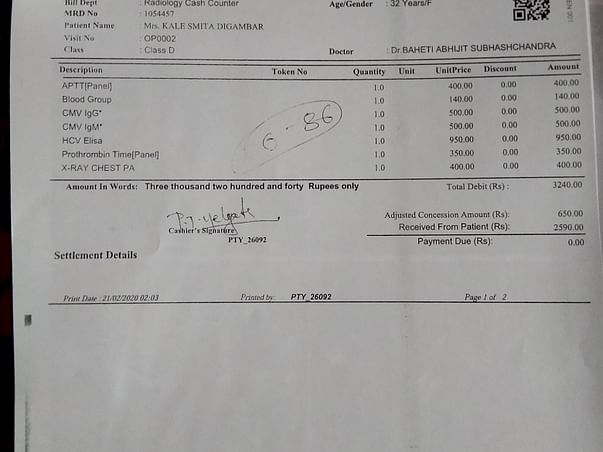 Bill Dept : Radiology Cash Counter Age/Gender : 32 Years/F
MRD No : 1054457
Patient Name : Mrs. KALE SMITA DIGAMBAR
Visit No : OP0002
Class : Class D Doctor : Dr.BAHETI ABHIJIT SUBHASHCHANDRA
Description Token No Quantity Unit UnitPrice Discount Amount
APTT[Panel] 1.0 400.00 0.00 400.00
Blood Group 1.0 140.00 0.00 140.00
CMV IgG* 1.0 500.00 0.00 500.00
CMV IgM* 1.0 500.00 0.00 500.00
HCV Elisa 1.0 950.00 0.00 950.00
Prothrombin Time[Panel] 1.0 350.00 0.00 350.00
X-RAY CHEST PA 1.0 400.00 0.00 400.00
G-86
Amount In Words: Three thousand two hundred and forty Rupees only Total Debit (Rs) : 3240.00
Adjusted Concession Amount (Rs): 650.00
Cashier's Signature Received From Patient (Rs): 2590.00
PTY_26092 Payment Due (Rs): 0.00
Settlement Details
Print Date : 21/02/2020 02:03 Printed by: PTY_26092 Page 1 of 2